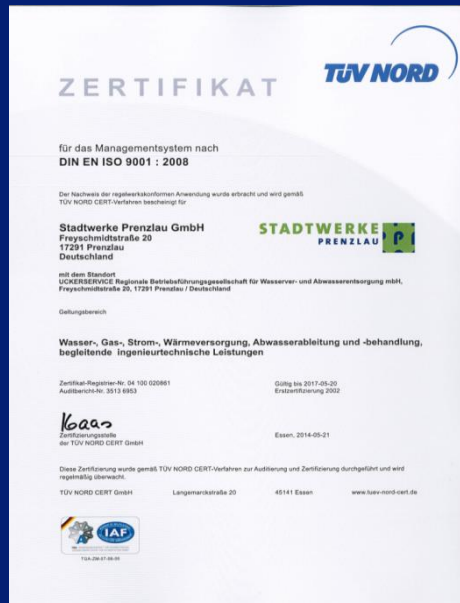 TÜV NORD
ZERTIFIKAT
für das Managementsystem nach
DIN EN ISO 9001 : 2008
Der Nachweis der regelwerkskonformen Anwendung wurde erbracht und wird gemäß
TÜV NORD CERT-Verfahren bescheinigt für
Stadtwerke Prenzlau GmbH
Freyschmidtstraße 20
17291 Prenzlau
Deutschland
STADTWERKE
PRENZLAU
mit dem Standort
UCKERSERVICE Regionale Betriebsführungsgesellschaft für Wasserver- und Abwasserentsorgung mbH,
Freyschmidtstraße 20, 17291 Prenzlau / Deutschland
Geltungsbereich
Wasser-, Gas-, Strom-, Wärmeversorgung, Abwasserableitung und -behandlung,
begleitende ingenieurtechnische Leistungen
Zertifikat-Registrier-Nr. 04 100 020861
Auditbericht-Nr. 3513 6953
Gültig bis 2017-05-20
Erstzertifizierung 2002
Zertifizierungsstelle
der TÜV NORD CERT GmbH
Essen, 2014-05-21
Diese Zertifizierung wurde gemäß TÜV NORD CERT-Verfahren zur Auditierung und Zertifizierung durchgeführt und wird
regelmäßig überwacht.
TÜV NORD CERT GmbH Langemarckstraße 20 45141 Essen www.tuev-nord-cert.de
IAF